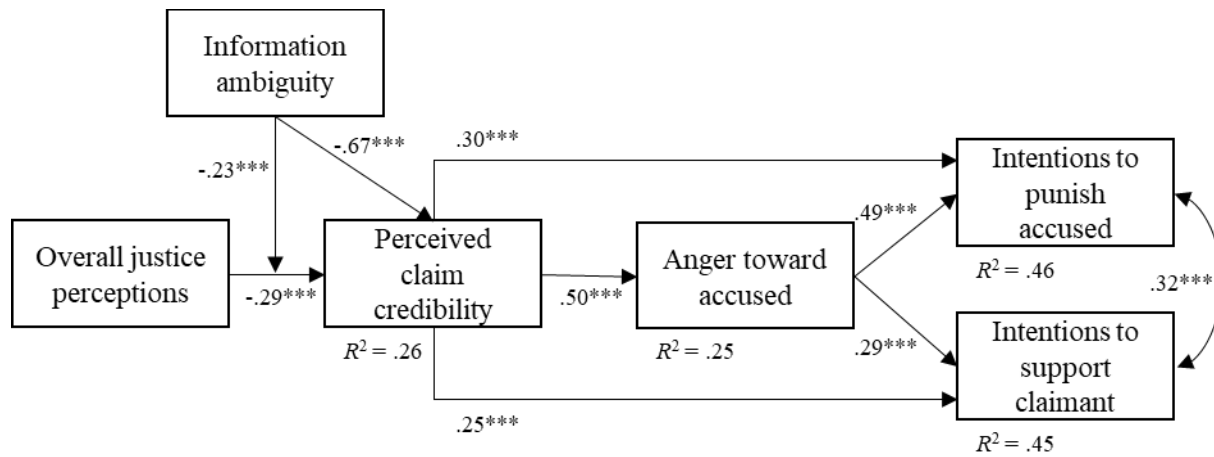 Information
ambiguity
-.67***
.30***
-.23***
Overall justice
perceptions
-.29***
Perceived
claim
credibility
R² = .26
.50***
Anger toward
accused
R² = .25
.49***
.29***
Intentions to
punish
accused
R² = .46
.32***
Intentions to
support
claimant
R² = .45
.25***